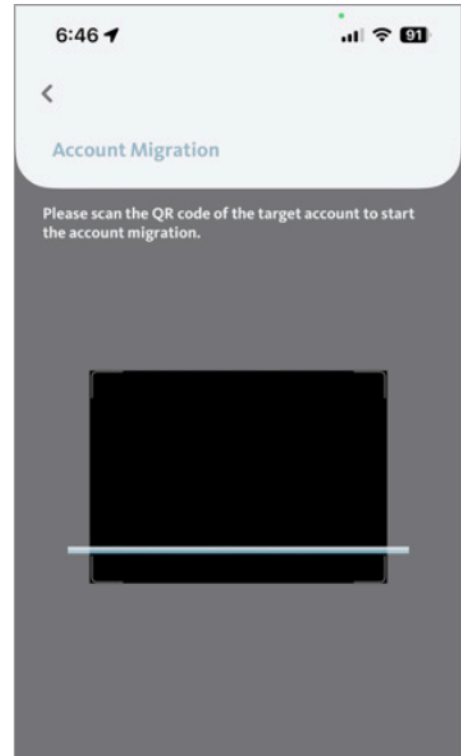 6:46
91
Account Migration
Please scan the QR code of the target account to start
the account migration.